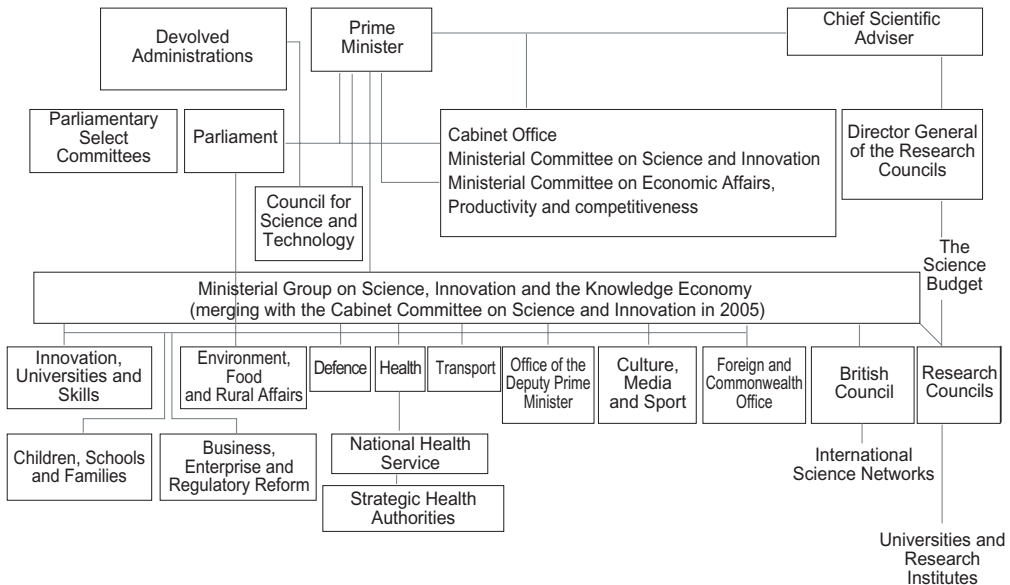 Devolved
Administrations
Prime
Minister
Chief Scientific
Adviser
Parliamentary
Select
Committees
Parliament
Cabinet Office
Ministerial Committee on Science and Innovation
Ministerial Committee on Economic Affairs,
Productivity and competitiveness
Director General
of the Research
Councils
Council for
Science and
Technology
The
Science
Budget
Ministerial Group on Science, Innovation and the Knowledge Economy
(merging with the Cabinet Committee on Science and Innovation in 2005)
Innovation,
Universities and
Skills
Environment,
Food
and Rural Affairs
Defence
Health
Transport
Office of the
Deputy Prime
Minister
Culture,
Media
and Sport
Foreign and
Commonwealth
Office
British
Council
Research
Councils
Children, Schools
and Families
Business,
Enterprise and
Regulatory Reform
National Health
Service
Strategic Health
Authorities
International
Science Networks
Universities and
Research
Institutes